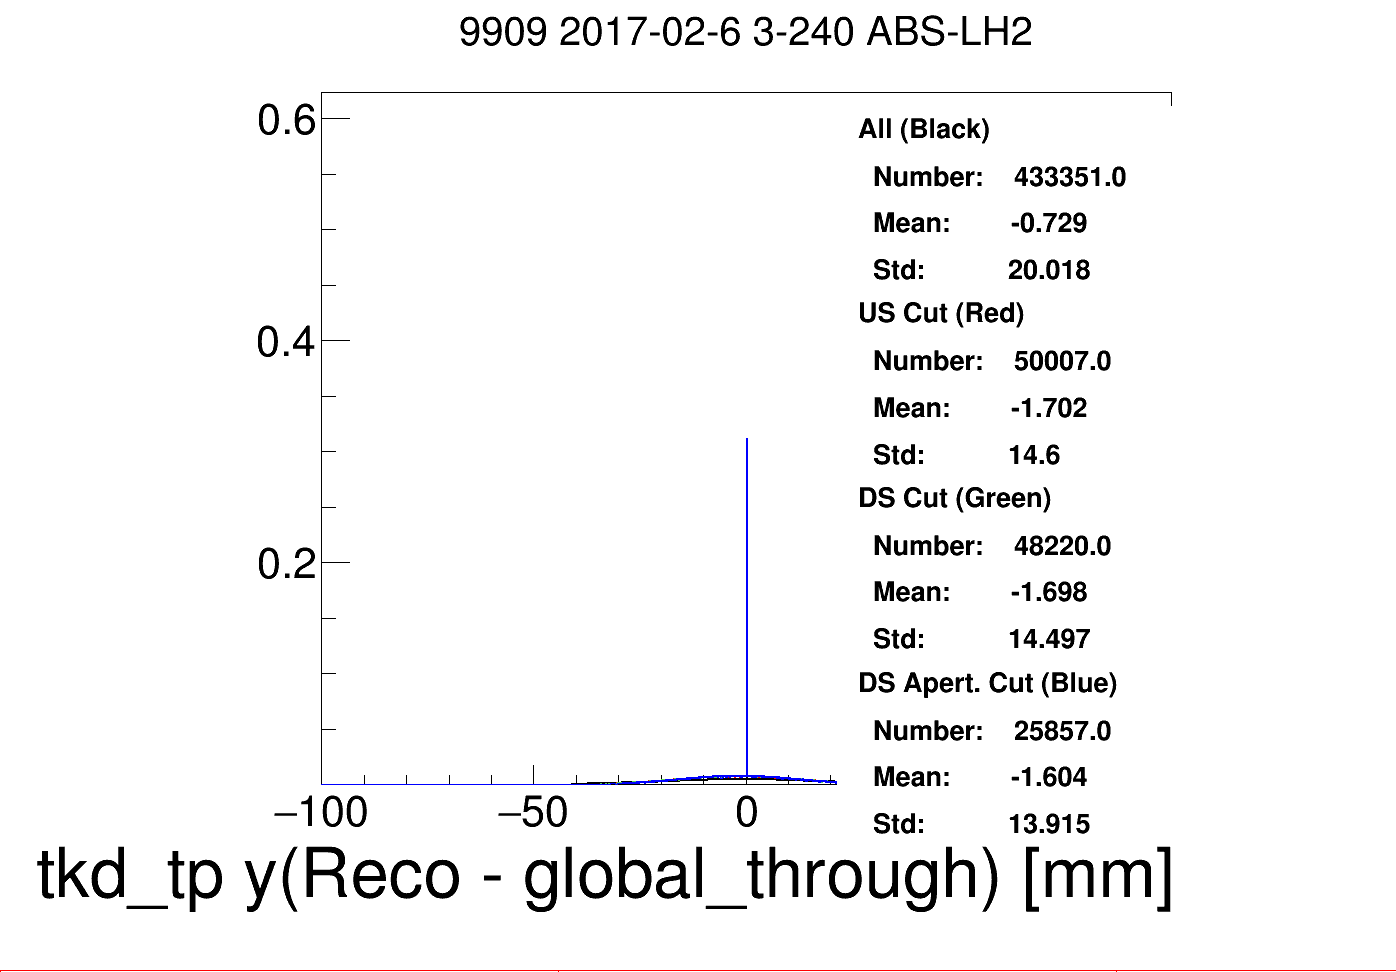 9909 2017-02-6 3-240 ABS-LH2
0.6
0.4
0.2
−100 −50 0
All (Black)
Number: 433351.0
Mean: -0.729
Std: 20.018
US Cut (Red)
Number: 50007.0
Mean: -1.702
Std: 14.6
DS Cut (Green)
Number: 48220.0
Mean: -1.698
Std: 14.497
DS Apert. Cut (Blue)
Number: 25857.0
Mean: -1.604
Std: 13.915
tkd_tp y(Reco - global_through) [mm]